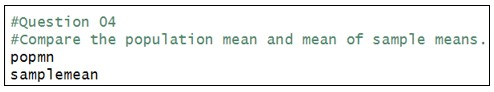 #Question 04
#Compare the population mean and mean of sample means.
popmn
samplemean